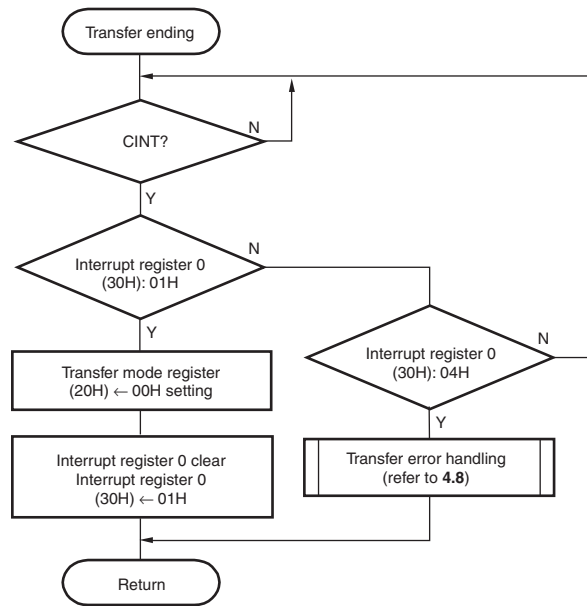 Transfer ending
CINT?
N
Y
Interrupt register 0
(30H): 01H
N
Y
Transfer mode register
(20H) ← 00H setting
Interrupt register 0
(30H): 04H
N
Y
Interrupt register 0 clear
Interrupt register 0
(30H) ← 01H
Transfer error handling
(refer to 4.8)
Return